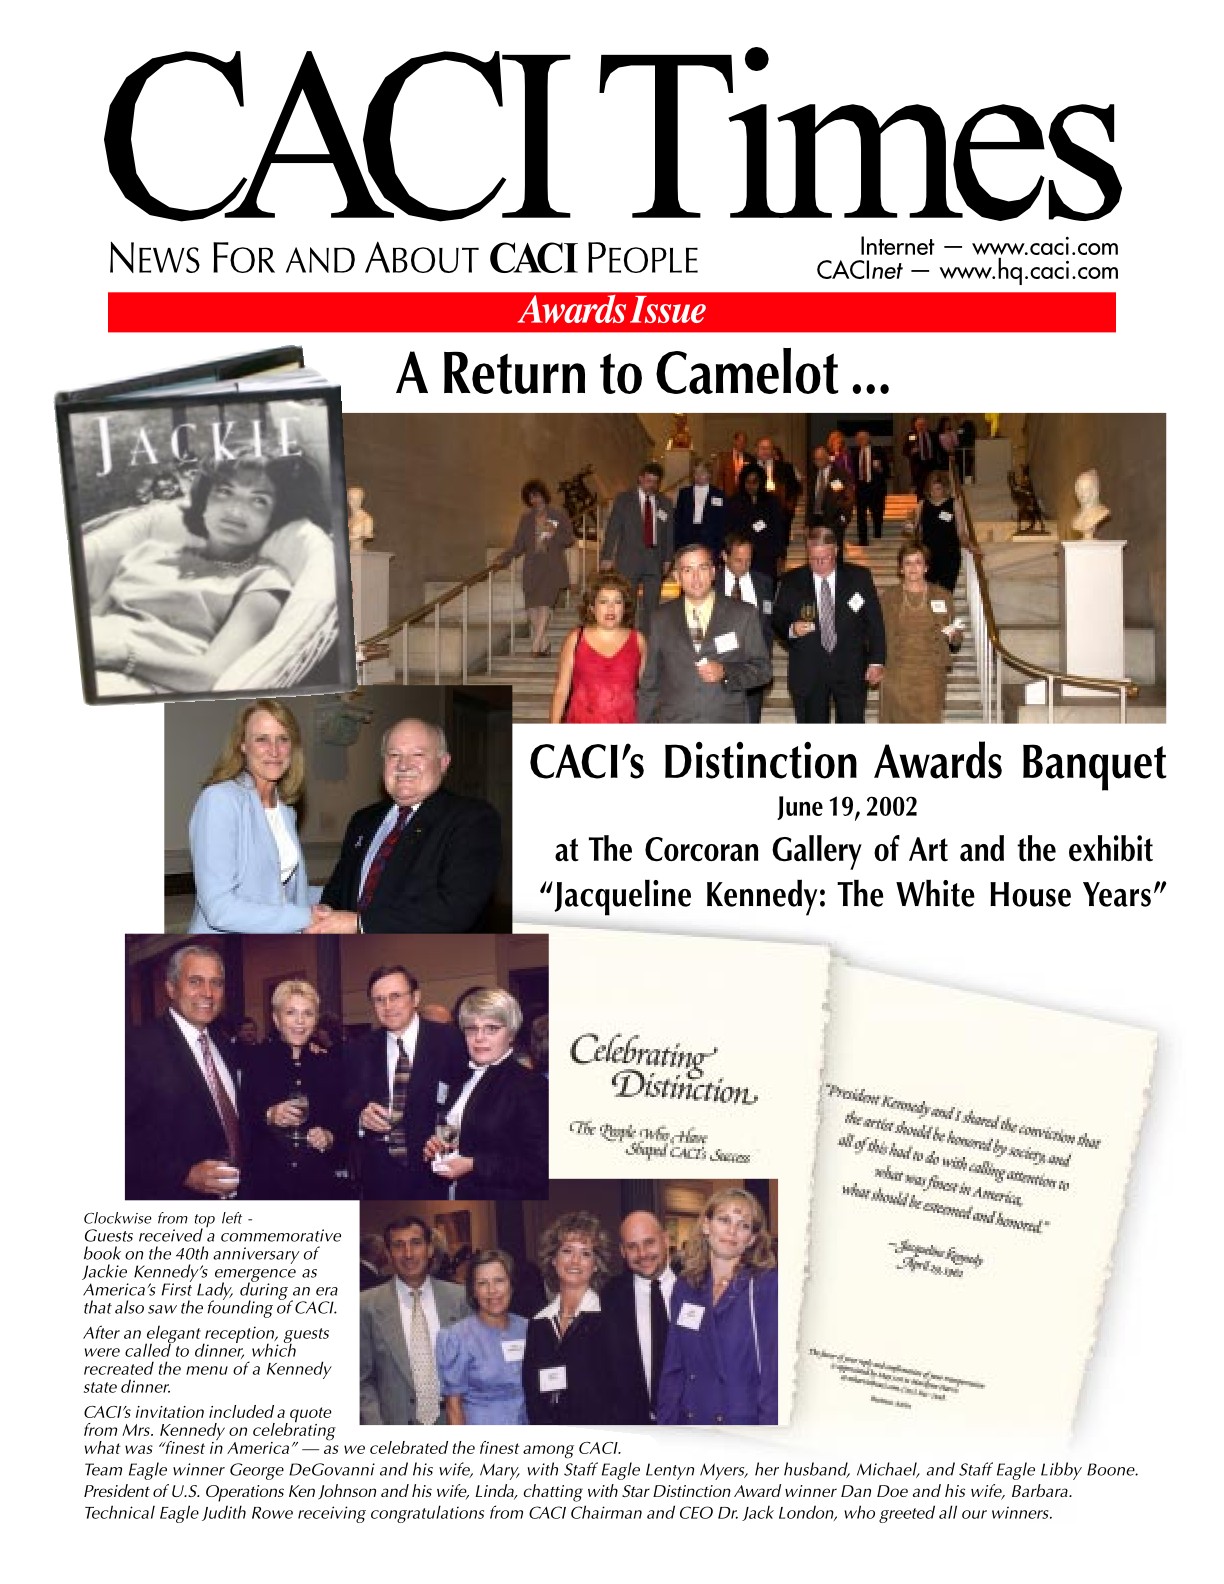 CACI Times
NEWS FOR AND ABOUT CACI PEOPLE
Internet — www.caci.com
CACInet — www.hq.caci.com
Awards Issue
A Return to Camelot ...
JACKIE
CACI's Distinction Awards Banquet
June 19, 2002
at The Corcoran Gallery of Art and the exhibit
“Jacqueline Kennedy: The White House Years”
Celebrating
Distinction
The People Who Have
Shaped CACI's Success
“President Kennedy and I shared the conviction that
the artist should be honored by society, and
all of this had to do with calling attention to
what was finest in America,
what should be esteemed and honored.”
—Jacqueline Kennedy
April 29, 1962
The favor of your reply and confirmation of your transportation
Clockwise from top left -
Guests received a commemorative
book on the 40th anniversary of
Jackie Kennedy's emergence as
America's First Lady, during an era
that also saw the founding of CACI.
After an elegant reception, guests
were called to dinner, which
recreated the menu of a Kennedy
state dinner.
CACI's invitation included a quote
from Mrs. Kennedy on celebrating
what was “finest in America” — as we celebrated the finest among CACI.
Team Eagle winner George DeGovanni and his wife, Mary, with Staff Eagle Lentyn Myers, her husband, Michael, and Staff Eagle Libby Boone.
President of U.S. Operations Ken Johnson and his wife, Linda, chatting with Star Distinction Award winner Dan Doe and his wife, Barbara.
Technical Eagle Judith Rowe receiving congratulations from CACI Chairman and CEO Dr. Jack London, who greeted all our winners.